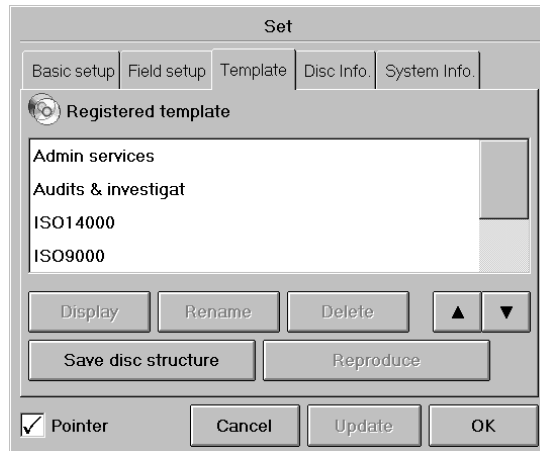 Set
Basic setup Field setup Template Disc Info. System Info.
Registered template
Admin services
Audits & investigat
ISO14000
ISO9000
Display Rename Delete ▲ ▼
Save disc structure Reproduce
Pointer Cancel Update OK